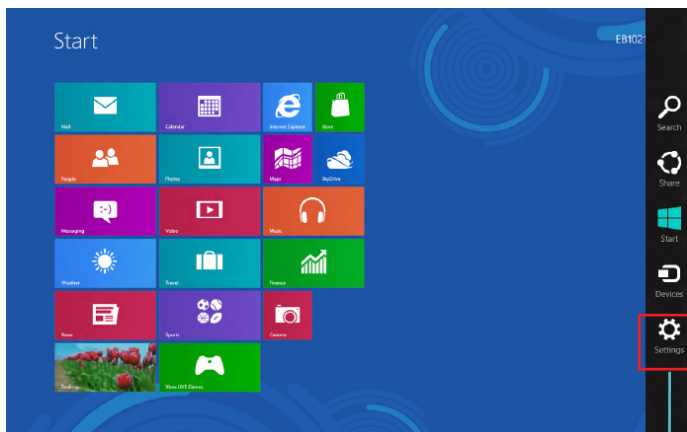 Start
EB102
Mail
Calendar
Internet Explorer
Store
People
Photos
Maps
SkyDrive
Messaging
Video
Music
Weather
Travel
Finance
News
Sports
Camera
Desktop
Xbox LIVE Games
Search
Share
Start
Devices
Settings